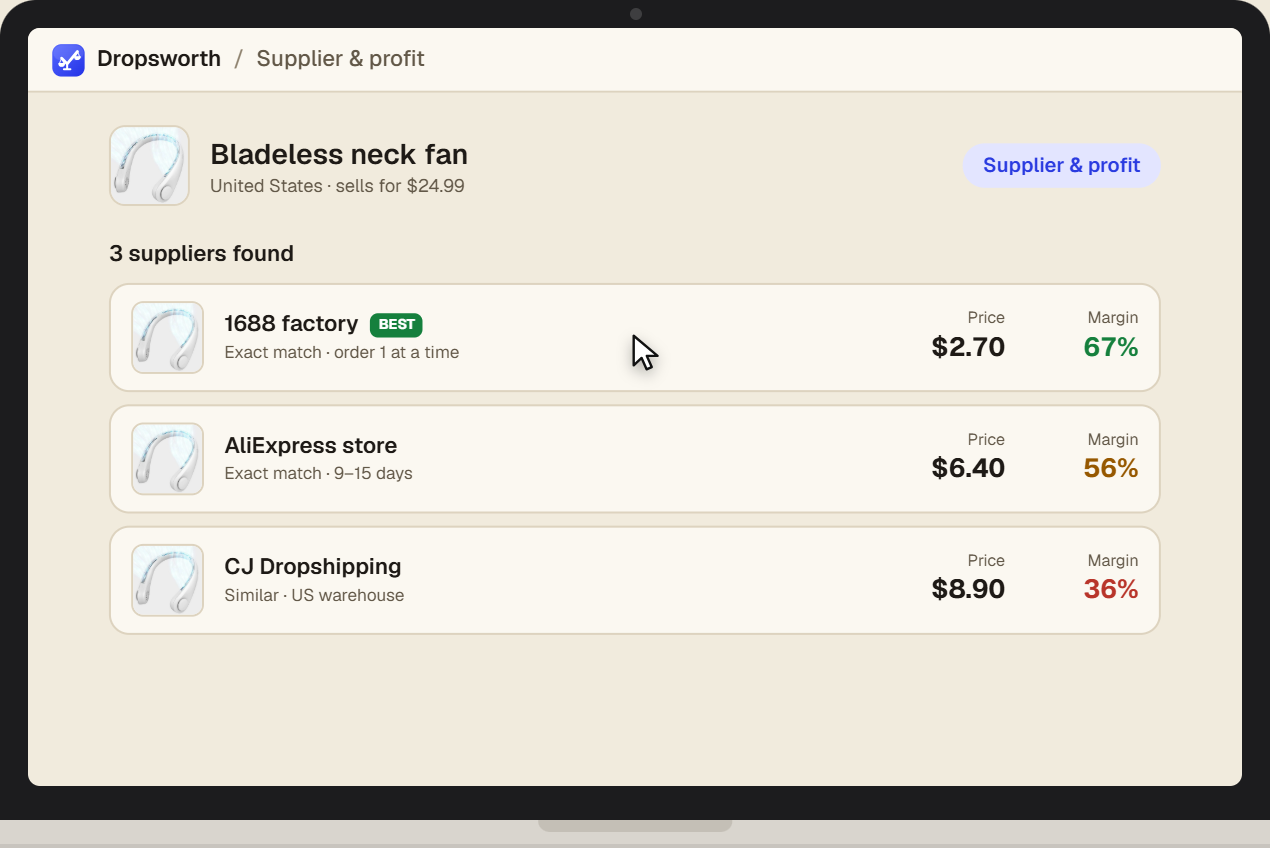 Dropsworth / Supplier & profit
Bladeless neck fan
United States · sells for $24.99
Supplier & profit
3 suppliers found
1688 factory BEST
Exact match · order 1 at a time
Price
$2.70
Margin
67%
AliExpress store
Exact match · 9–15 days
Price
$6.40
Margin
56%
CJ Dropshipping
Similar · US warehouse
Price
$8.90
Margin
36%